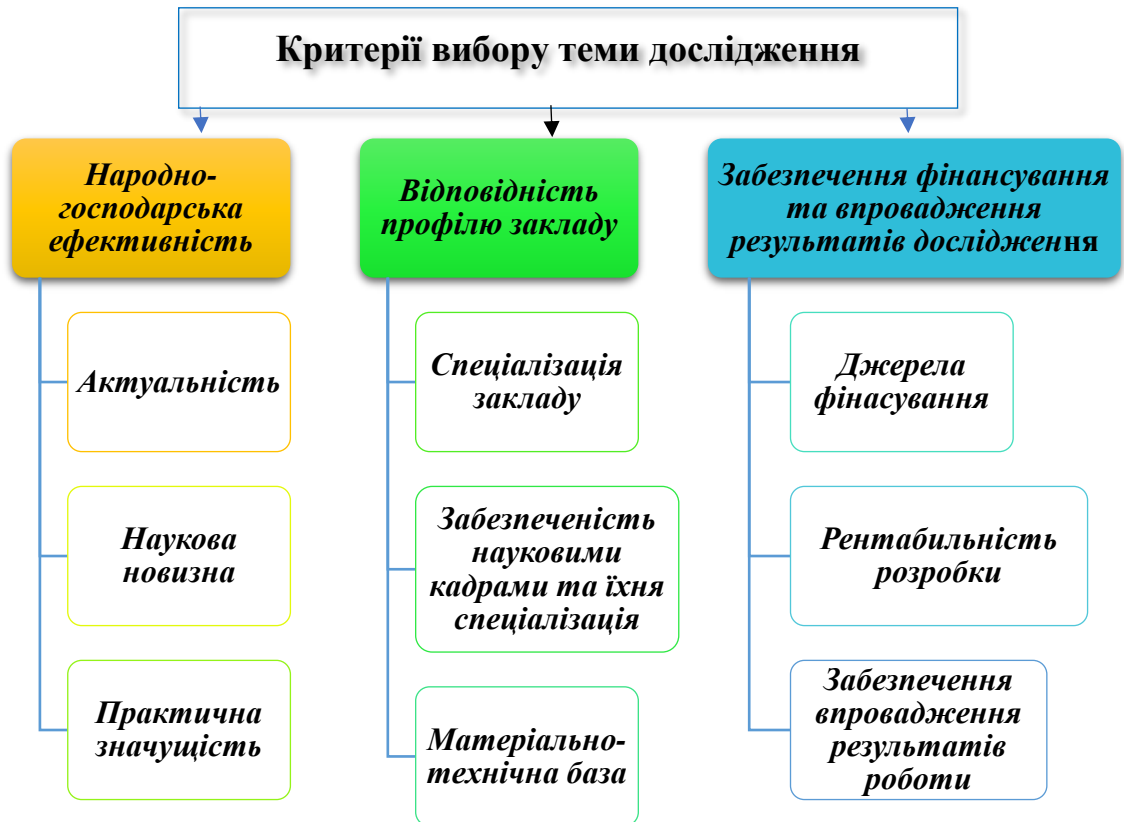 Критерії вибору теми дослідження
Народно-
господарська
ефективність
Актуальність
Наукова
новизна
Практична
значущість
Відповідність
профілю закладу
Спеціалізація
закладу
Забезпеченість
науковими
кадрами та їхня
спеціалізація
Матеріально-
технічна база
Забезпечення фінансування
та впровадження
результатів дослідження
Джерела
фінасування
Рентабильність
розробки
Забезпечення
впровадження
результатів
роботи